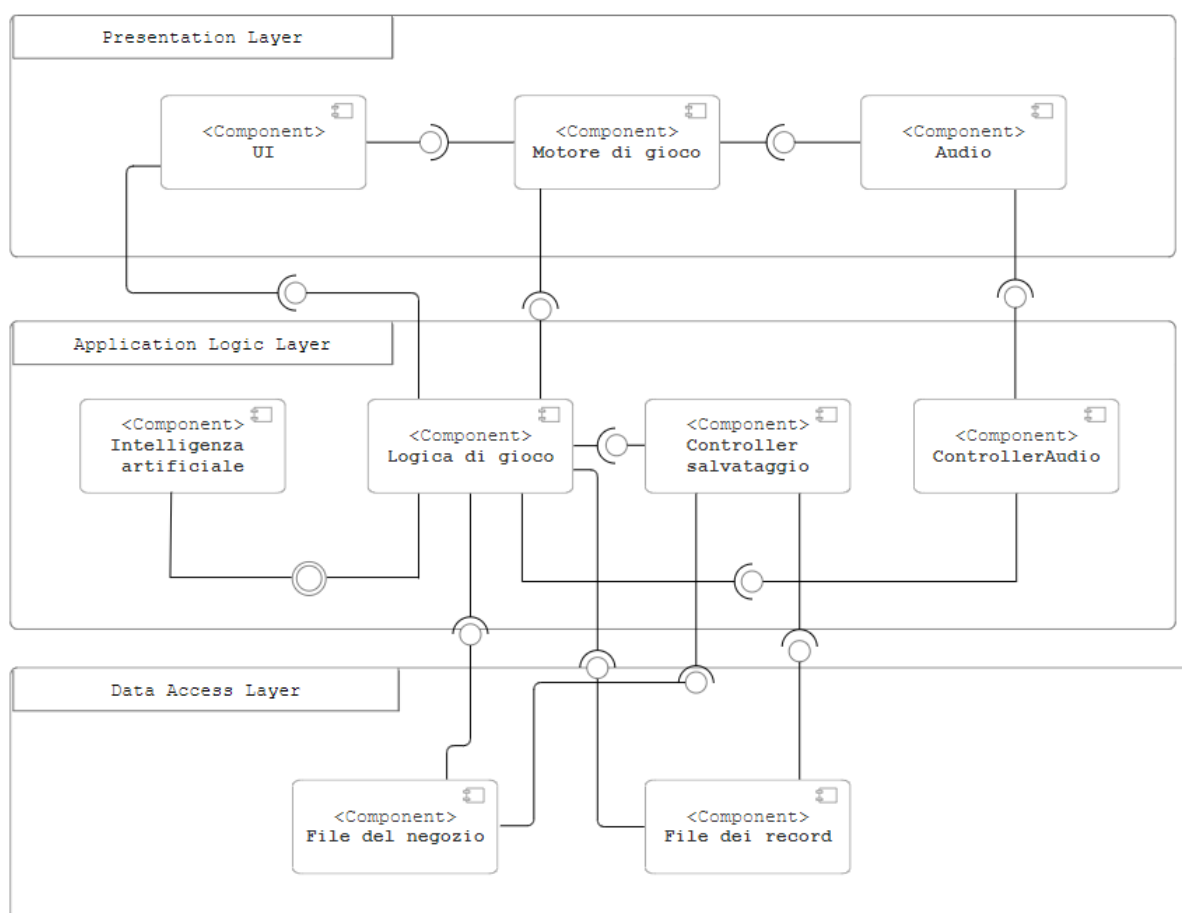 Presentation Layer
<Component>
UI
<Component>
Motore di gioco
<Component>
Audio
Application Logic Layer
<Component>
Intelligenza
artificiale
<Component>
Logica di gioco
<Component>
Controller
salvataggio
<Component>
ControllerAudio
Data Access Layer
<Component>
File del negozio
<Component>
File dei record